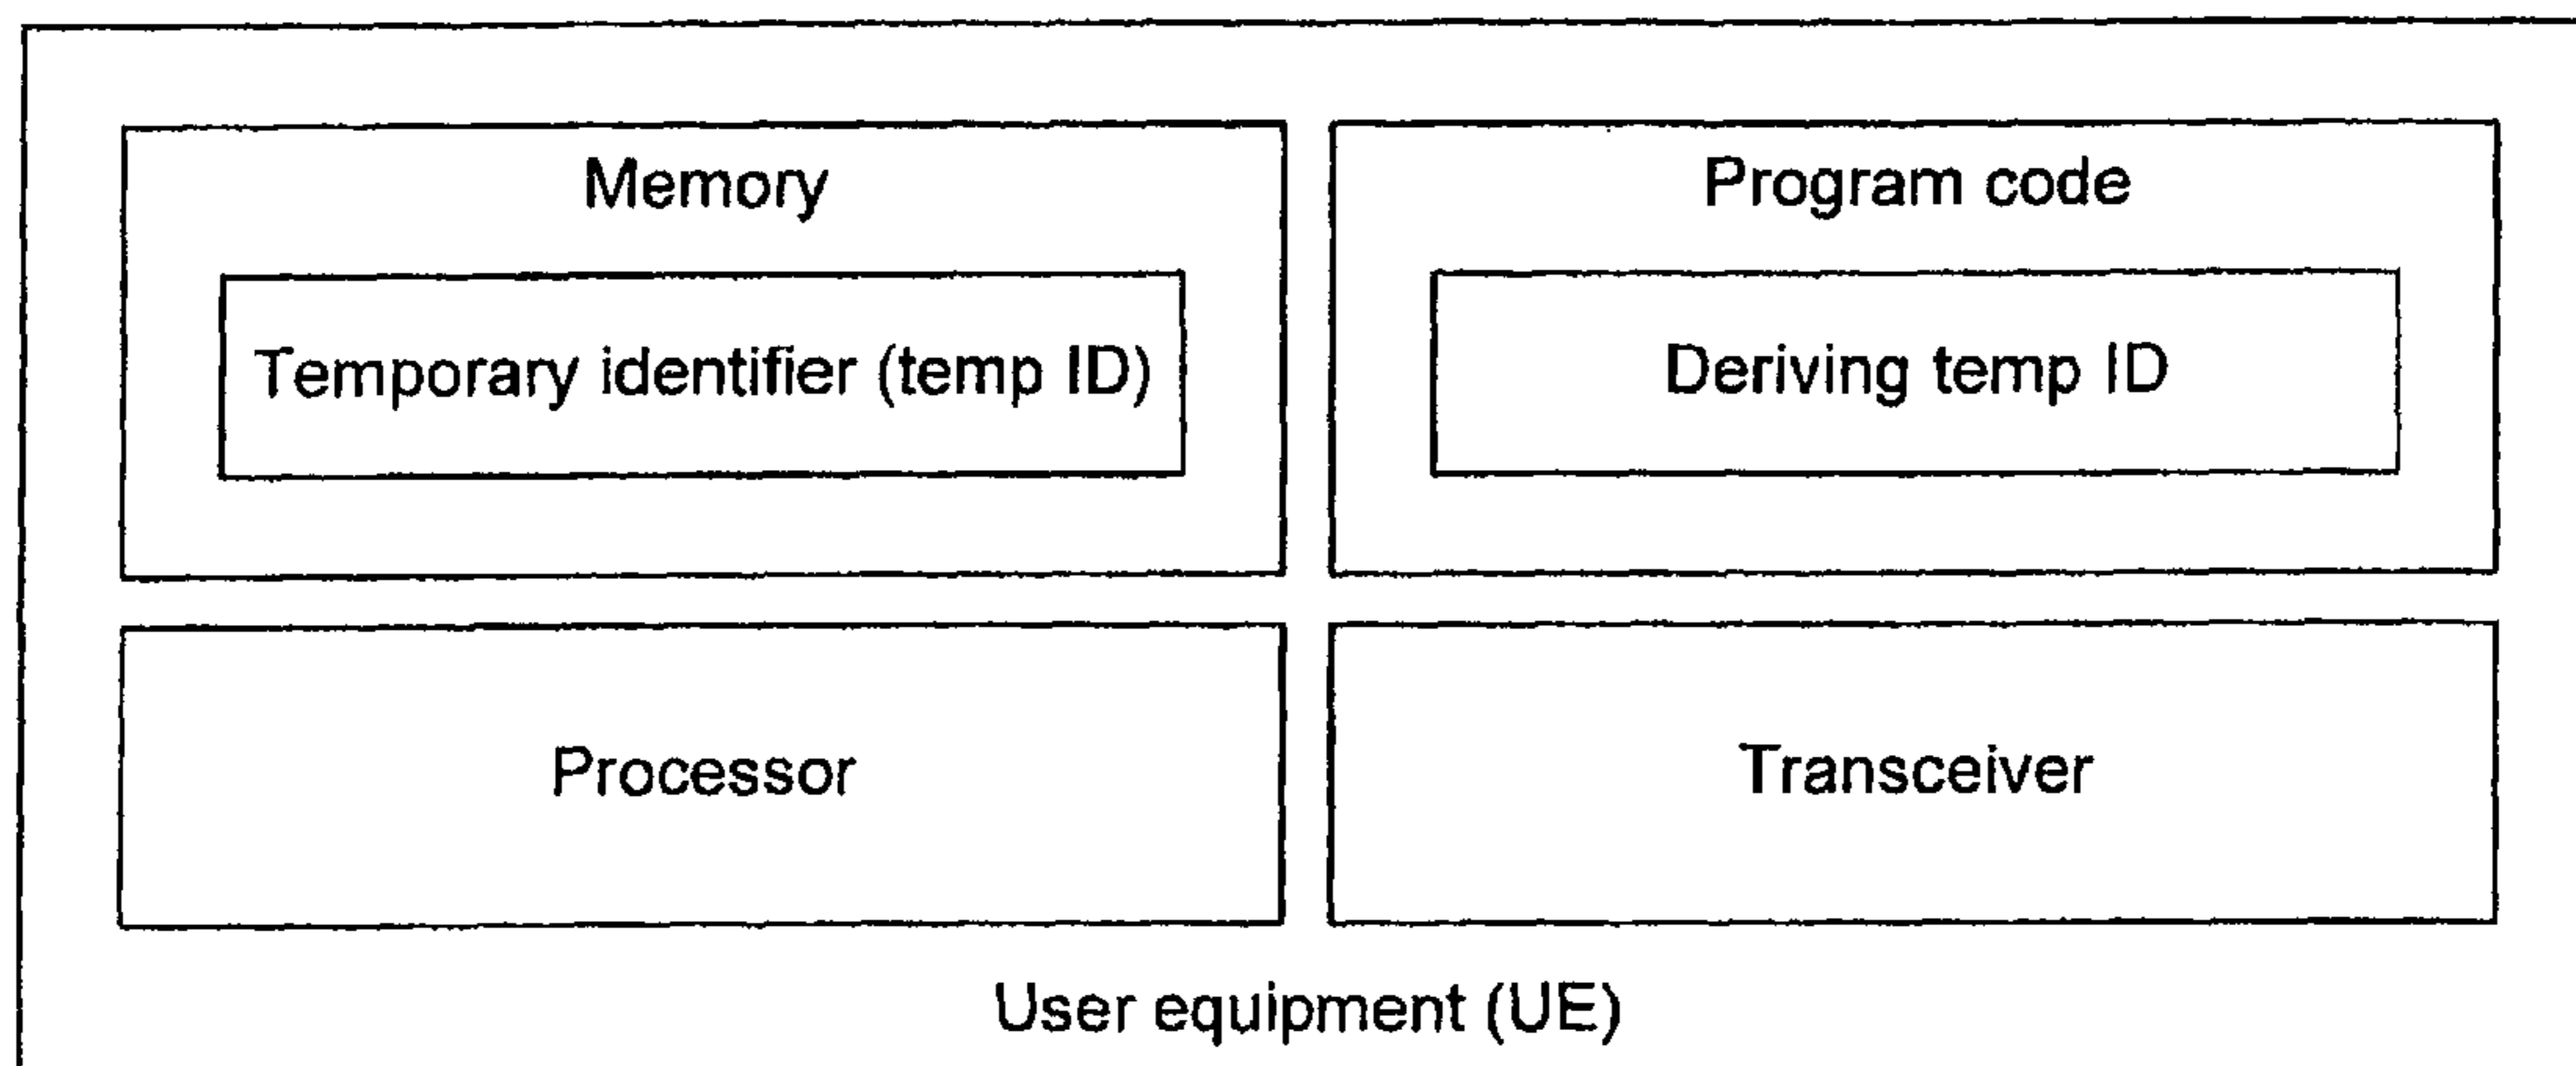 Memory
Program code
Temporary identifier (temp ID)
Deriving temp ID
Processor
Transceiver
User equipment (UE)